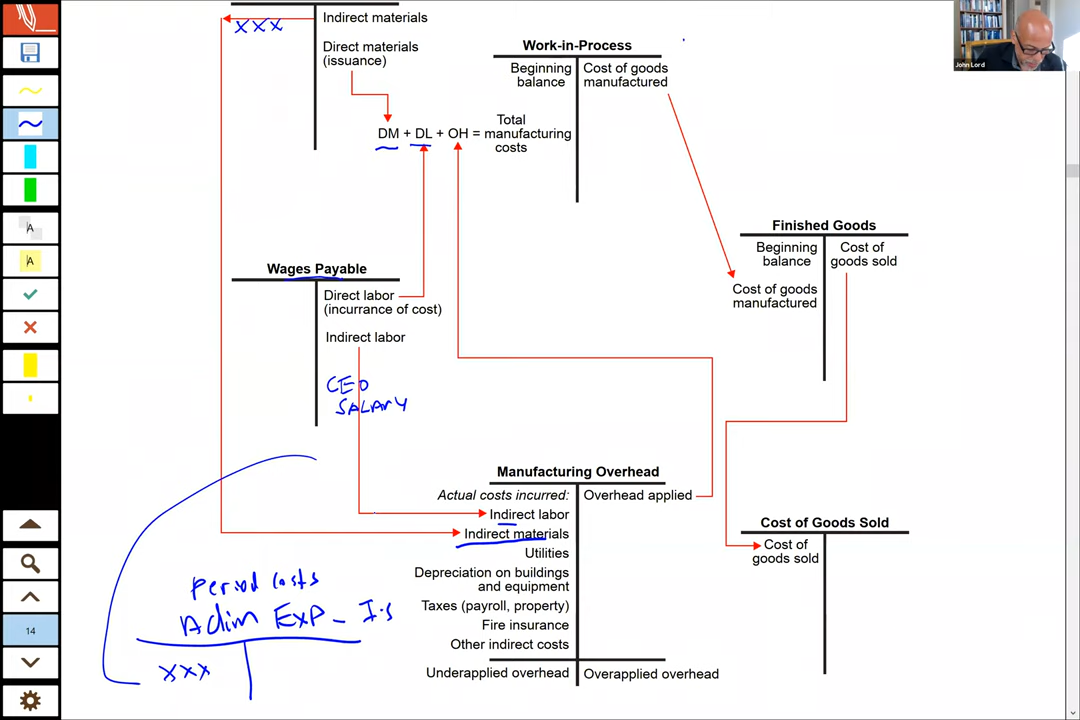 Indirect materials
XXX
Direct materials
(issuance)
Work-in-Process
Beginning
balance
Cost of goods
manufactured
DM + DL + OH =
Total
manufacturing
costs
John Lord
Finished Goods
Beginning
balance
Cost of
goods sold
Cost of goods
manufactured
Wages Payable
Direct labor
(incurrance of cost)
Indirect labor
CEO
SALARY
Manufacturing Overhead
Actual costs incurred:
Overhead applied
Indirect labor
Indirect materials
Utilities
Depreciation on buildings
and equipment
Taxes (payroll, property)
Fire insurance
Other indirect costs
Underapplied overhead
Overapplied overhead
Cost of Goods Sold
Cost of
goods sold
Period Costs
Admin EXP - I.S
XXX
A
A
14